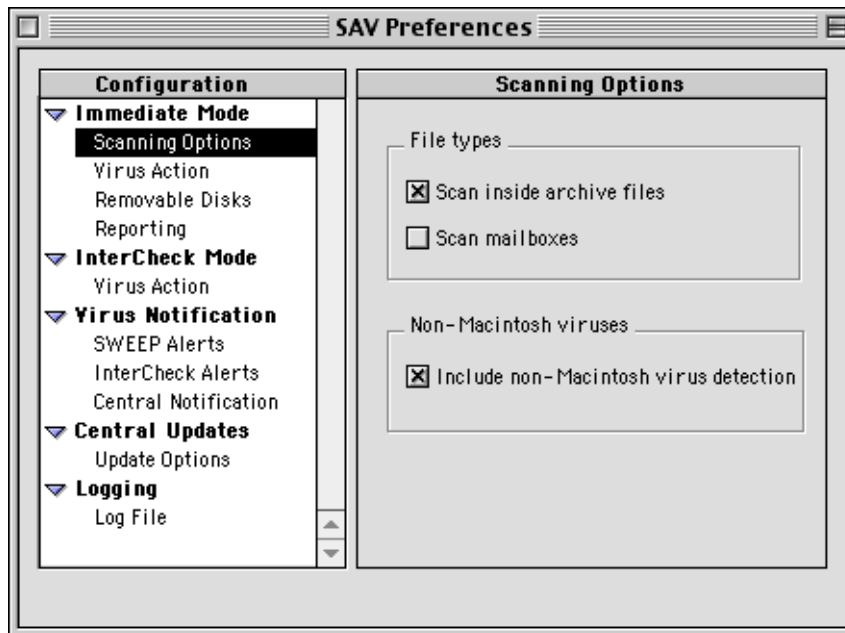 SAV Preferences
Configuration
Immediate Mode
Scanning Options
Virus Action
Removable Disks
Reporting
InterCheck Mode
Virus Action
Virus Notification
SWEEP Alerts
InterCheck Alerts
Central Notification
Central Updates
Update Options
Logging
Log File
Scanning Options
File types
Scan inside archive files
Scan mailboxes
Non-Macintosh viruses
Include non-Macintosh virus detection